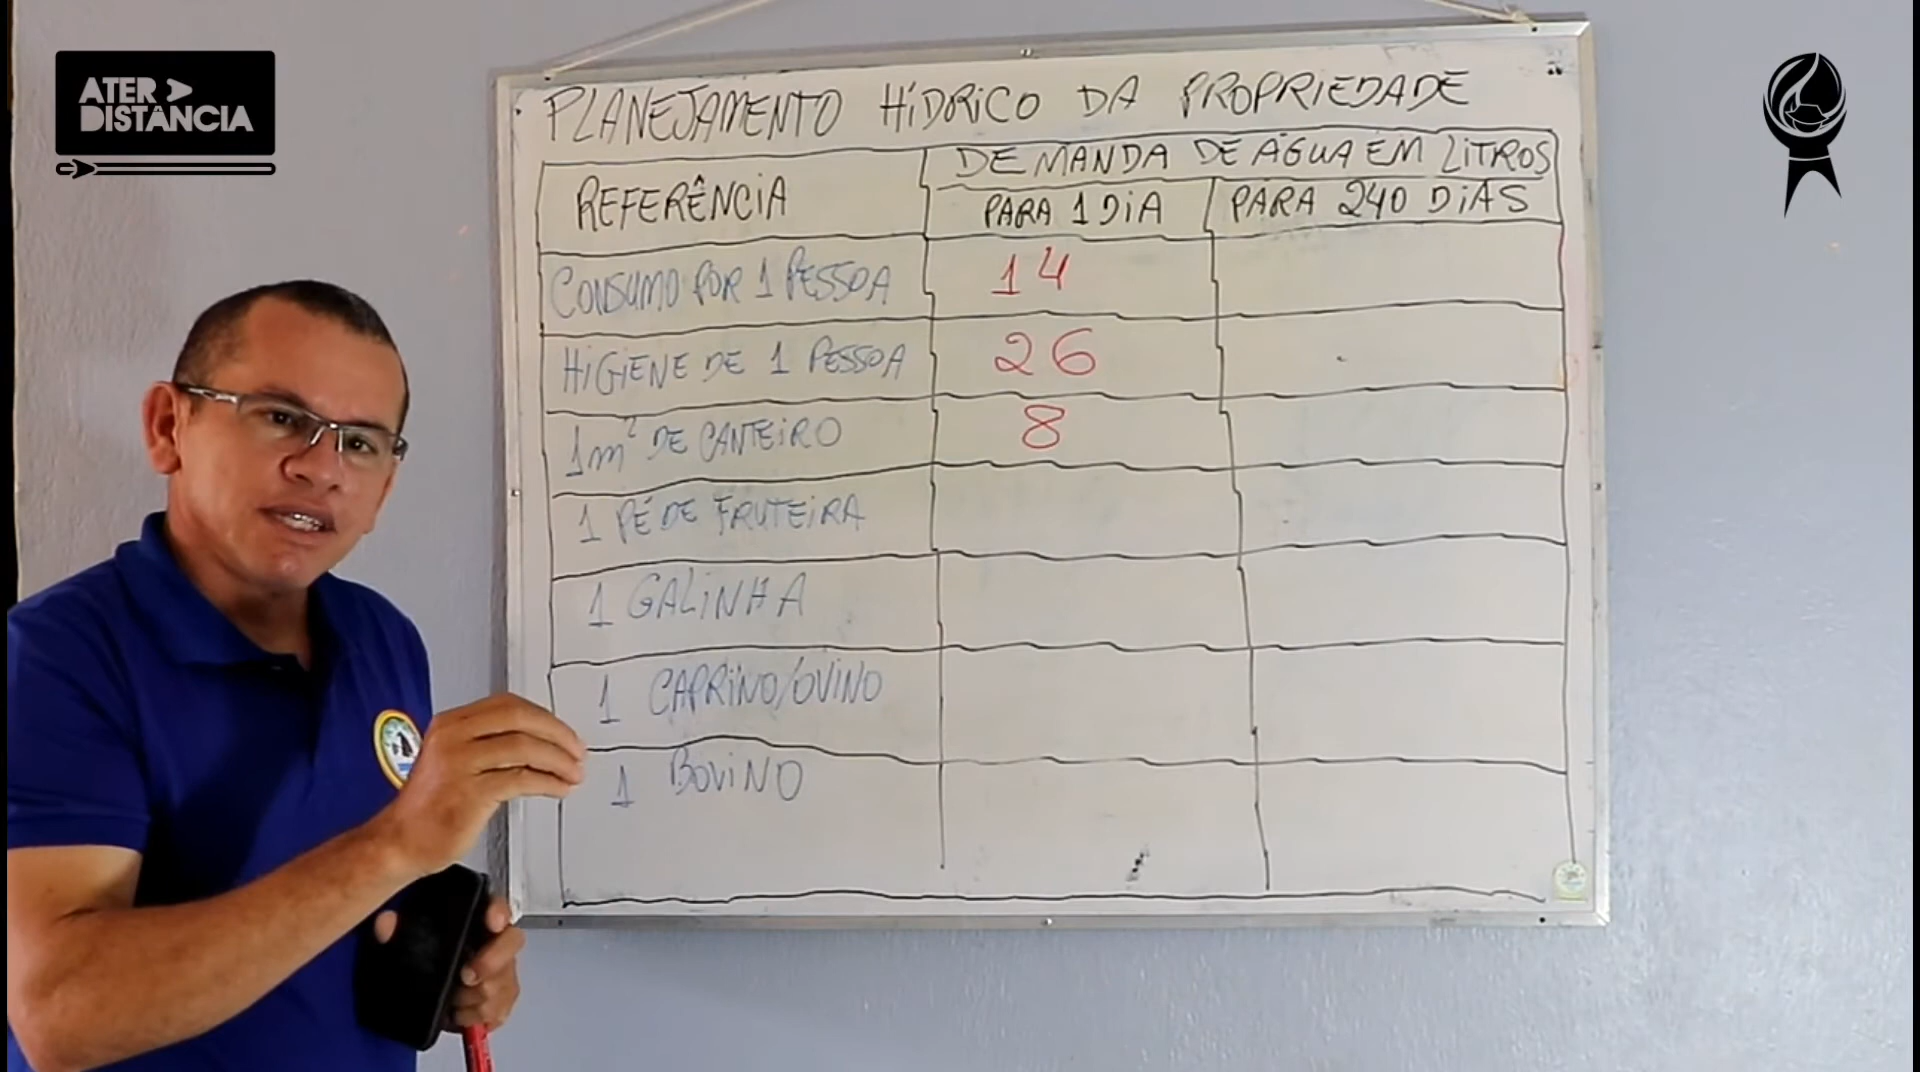 ATER
DISTÂNCIA
PLANEJAMENTO HÍDRICO DA PROPRIEDADE
REFERÊNCIA
DEMANDA DE ÁGUA EM LITROS
PARA 1 DIA
PARA 240 DIAS
CONSUMO POR 1 PESSOA 14
HIGIENE DE 1 PESSOA 26
1m² DE CANTEIRO 8
1 PÉ DE FRUTEIRA
1 GALINHA
1 CAPRINO/OVINO
1 BOVINO